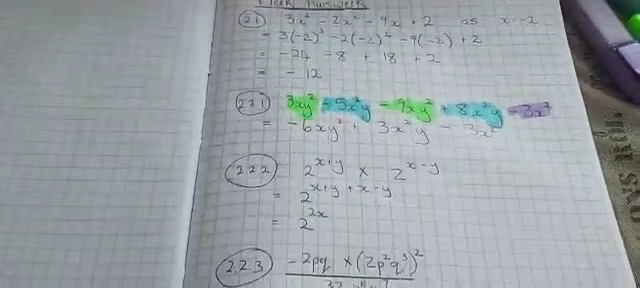 2.1 3x³ - 2x² - 9x + 2 as x = -2
= 3(-2)³ - 2(-2)² - 9(-2) + 2
= -24 - 8 + 18 + 2
= -12
2.2.1 3xy² - 5x²y - 9xy² + 8x²y - 3x²
= -6xy² + 3x²y - 3x²
2.2.2 2^(x+y) × 2^(x-y)
= 2^(x+y+x-y)
= 2^(2x)
2.2.3 -2pq × (2p²q³)²